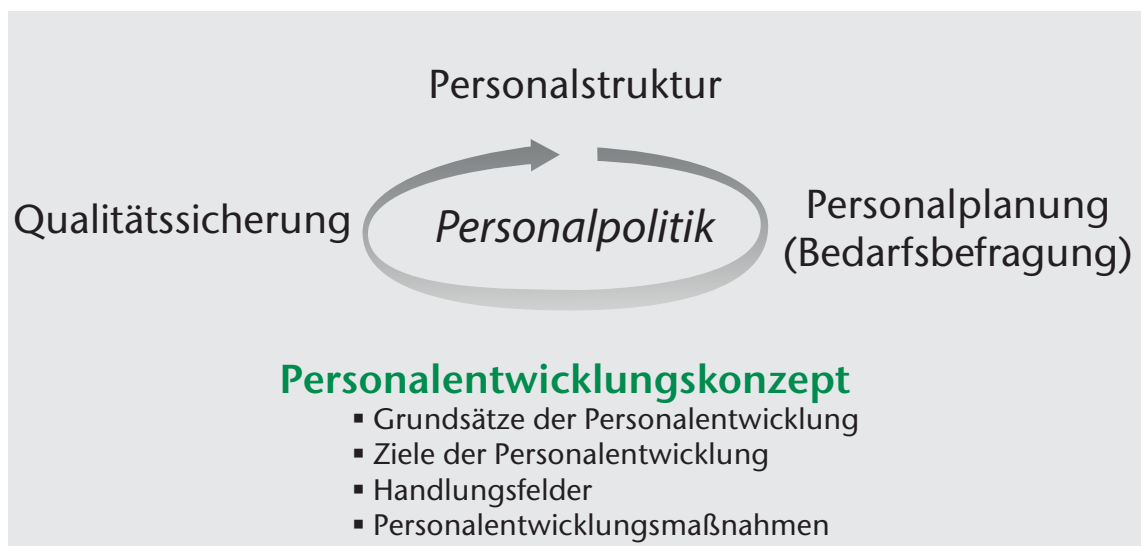 Personalstruktur
Qualitätssicherung
Personalpolitik
Personalplanung
(Bedarfsbefragung)
Personalentwicklungskonzept
▪ Grundsätze der Personalentwicklung
▪ Ziele der Personalentwicklung
▪ Handlungsfelder
▪ Personalentwicklungsmaßnahmen